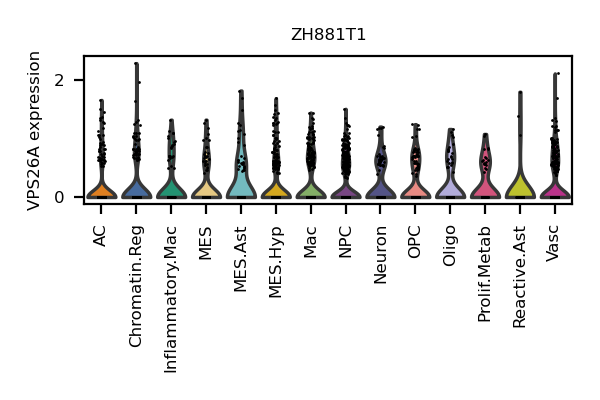 ZH881T1
VPS26A expression
2
0
AC
Chromatin.Reg
Inflammatory.Mac
MES
MES.Ast
MES.Hyp
Mac
NPC
Neuron
OPC
Oligo
Prolif.Metab
Reactive.Ast
Vasc